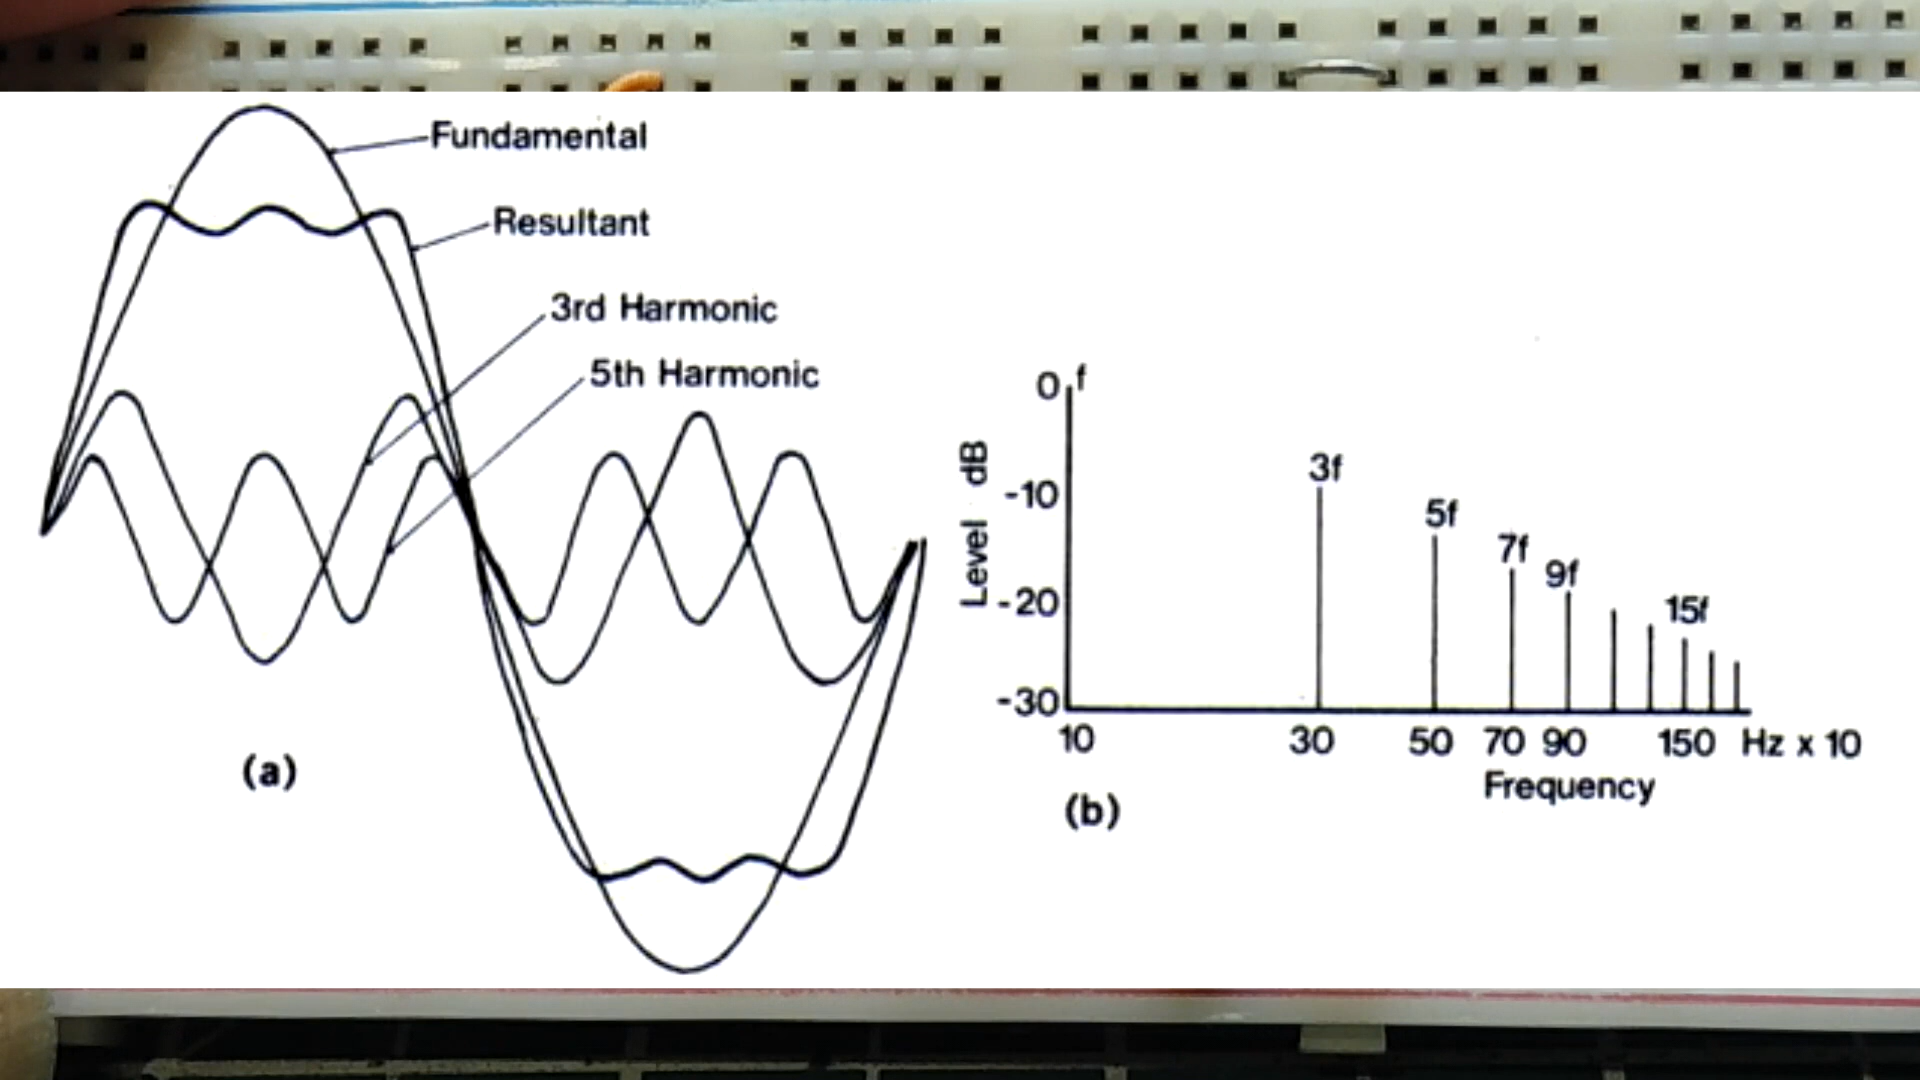 Fundamental
Resultant
3rd Harmonic
5th Harmonic
(a)
0 f
3f
-10
5f
7f
9f
-20
15f
-30
Level dB
10 30 50 70 90 150 Hz x 10
Frequency
(b)